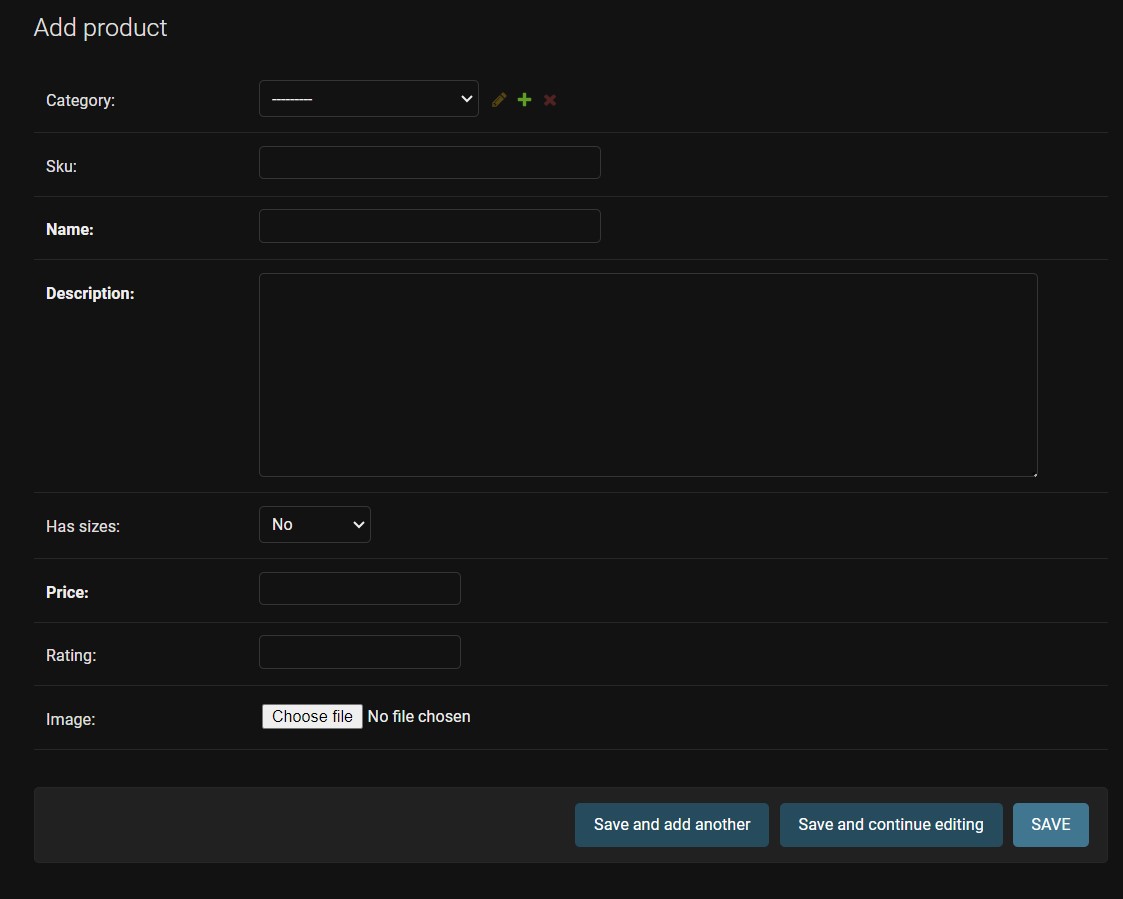 Add product
Category: ---------
Sku:
Name:
Description:
Has sizes: No
Price:
Rating:
Image: Choose file No file chosen
Save and add another Save and continue editing SAVE